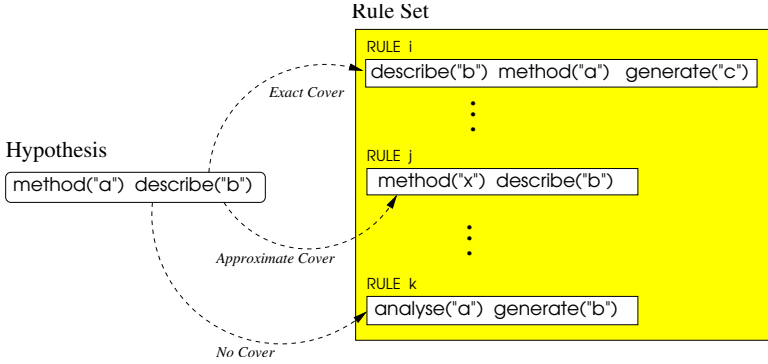 Rule Set
RULE i
describe("b") method("a") generate("c")
Exact Cover
Hypothesis
RULE j
method("a") describe("b")
method("x") describe("b")
Approximate Cover
RULE k
analyse("a") generate("b")
No Cover